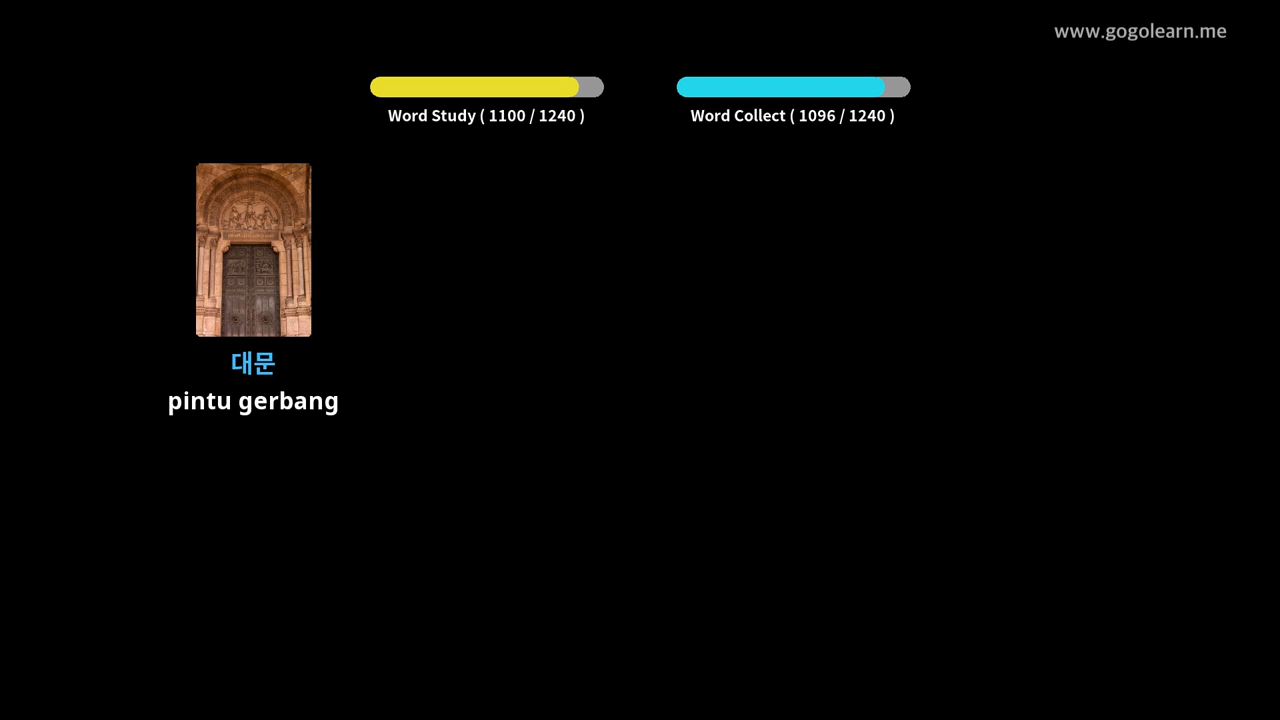 www.gogolearn.me
Word Study ( 1100 / 1240 )
Word Collect ( 1096 / 1240 )
대문
pintu gerbang